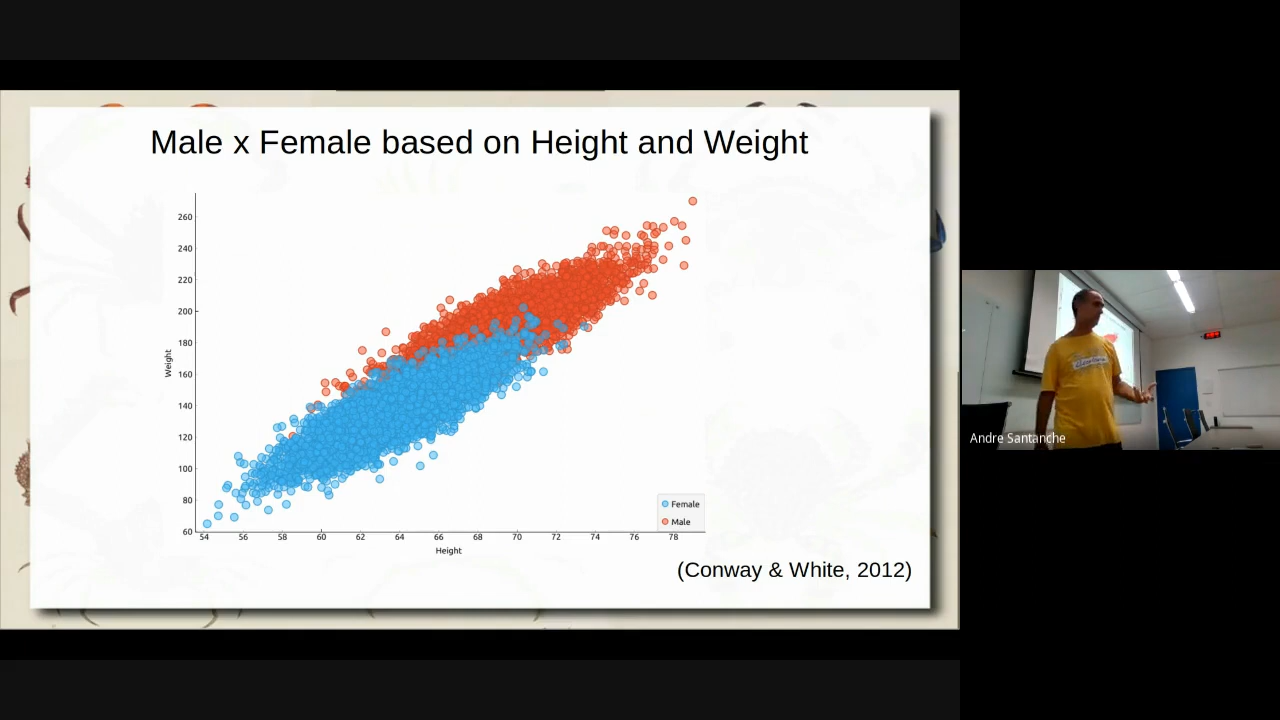 Male x Female based on Height and Weight
260
240
220
200
180
160
140
120
100
80
60
Weight
54 56 58 60 62 64 66 68 70 72 74 76 78
Height
Female
Male
(Conway & White, 2012)
Andre Santanche